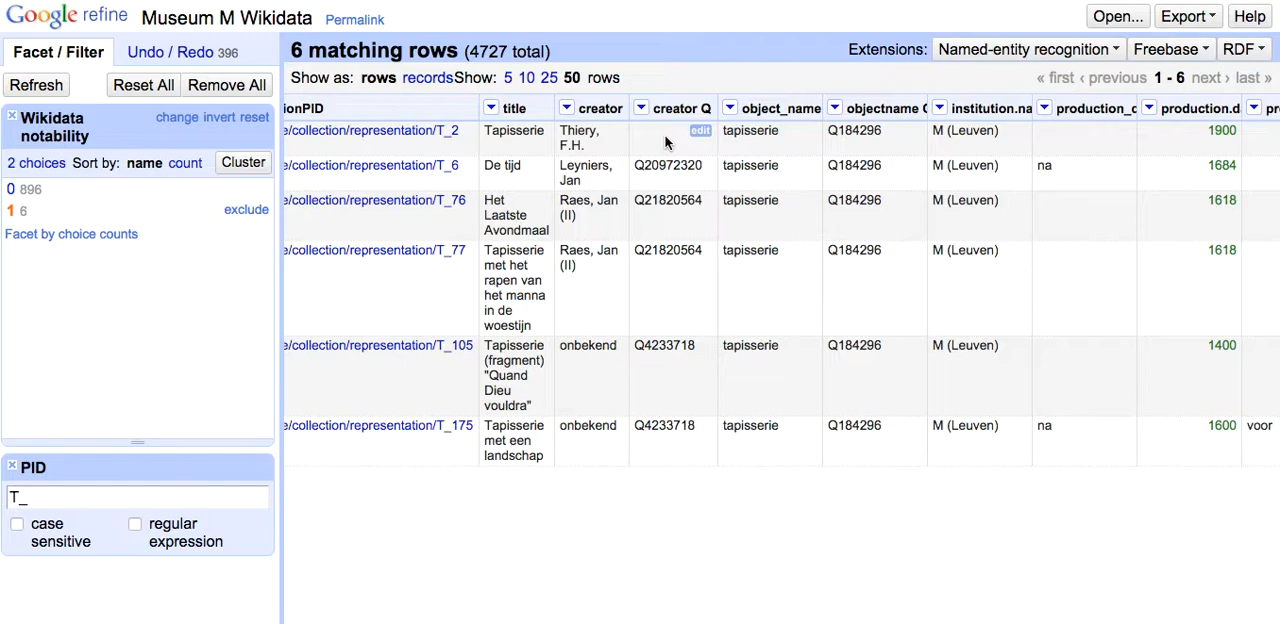 Google refine Museum M Wikidata Permalink Open... Export Help
Facet / Filter Undo / Redo 396
Refresh Reset All Remove All
Wikidata notability change invert reset
2 choices Sort by: name count Cluster
0 896
1 6 exclude
Facet by choice counts
PID
T_
case sensitive regular expression
6 matching rows (4727 total) Extensions: Named-entity recognition Freebase RDF
Show as: rows records Show: 5 10 25 50 rows « first ‹ previous 1 - 6 next › last »
ionPID title creator creator Q object_name objectname institution.na production_ production.d pr
e/collection/representation/T_2 Tapisserie Thiery, F.H. edit tapisserie Q184296 M (Leuven) 1900
e/collection/representation/T_6 De tijd Leyniers, Jan Q20972320 tapisserie Q184296 M (Leuven) na 1684
e/collection/representation/T_76 Het Laatste Avondmaal Raes, Jan (II) Q21820564 tapisserie Q184296 M (Leuven) 1618
e/collection/representation/T_77 Tapisserie met het rapen van het manna in de woestijn Raes, Jan (II) Q21820564 tapisserie Q184296 M (Leuven) 1618
e/collection/representation/T_105 Tapisserie (fragment) "Quand Dieu vouldra" onbekend Q4233718 tapisserie Q184296 M (Leuven) 1400
e/collection/representation/T_175 Tapisserie met een landschap onbekend Q4233718 tapisserie Q184296 M (Leuven) na 1600 voor